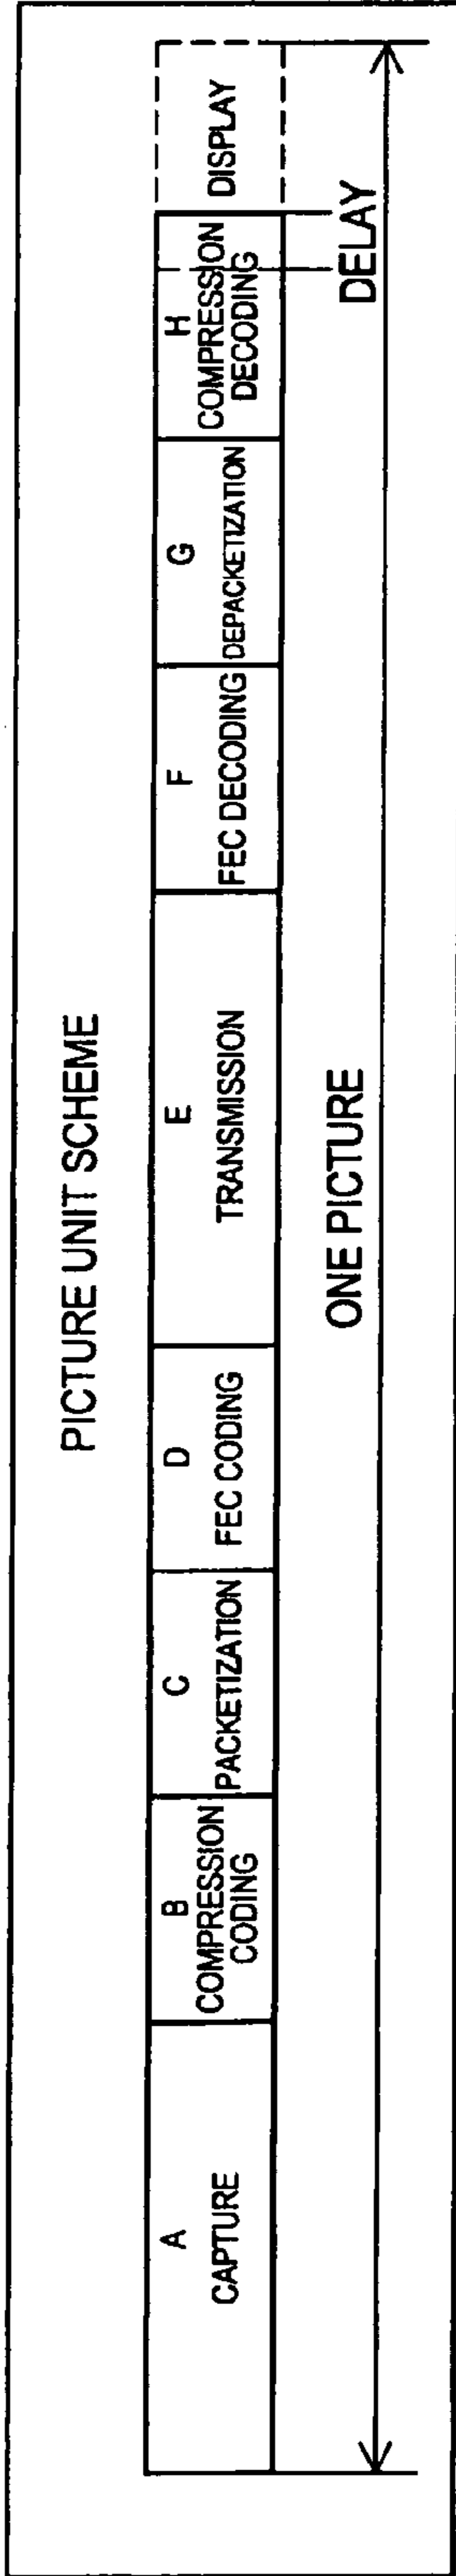 PICTURE UNIT SCHEME
A
CAPTURE
B
COMPRESSION
CODING
C
PACKETIZATION
D
FEC CODING
E
TRANSMISSION
F
FEC DECODING
G
DEPACKETIZATION
H
COMPRESSION
DECODING
DISPLAY
ONE PICTURE
DELAY